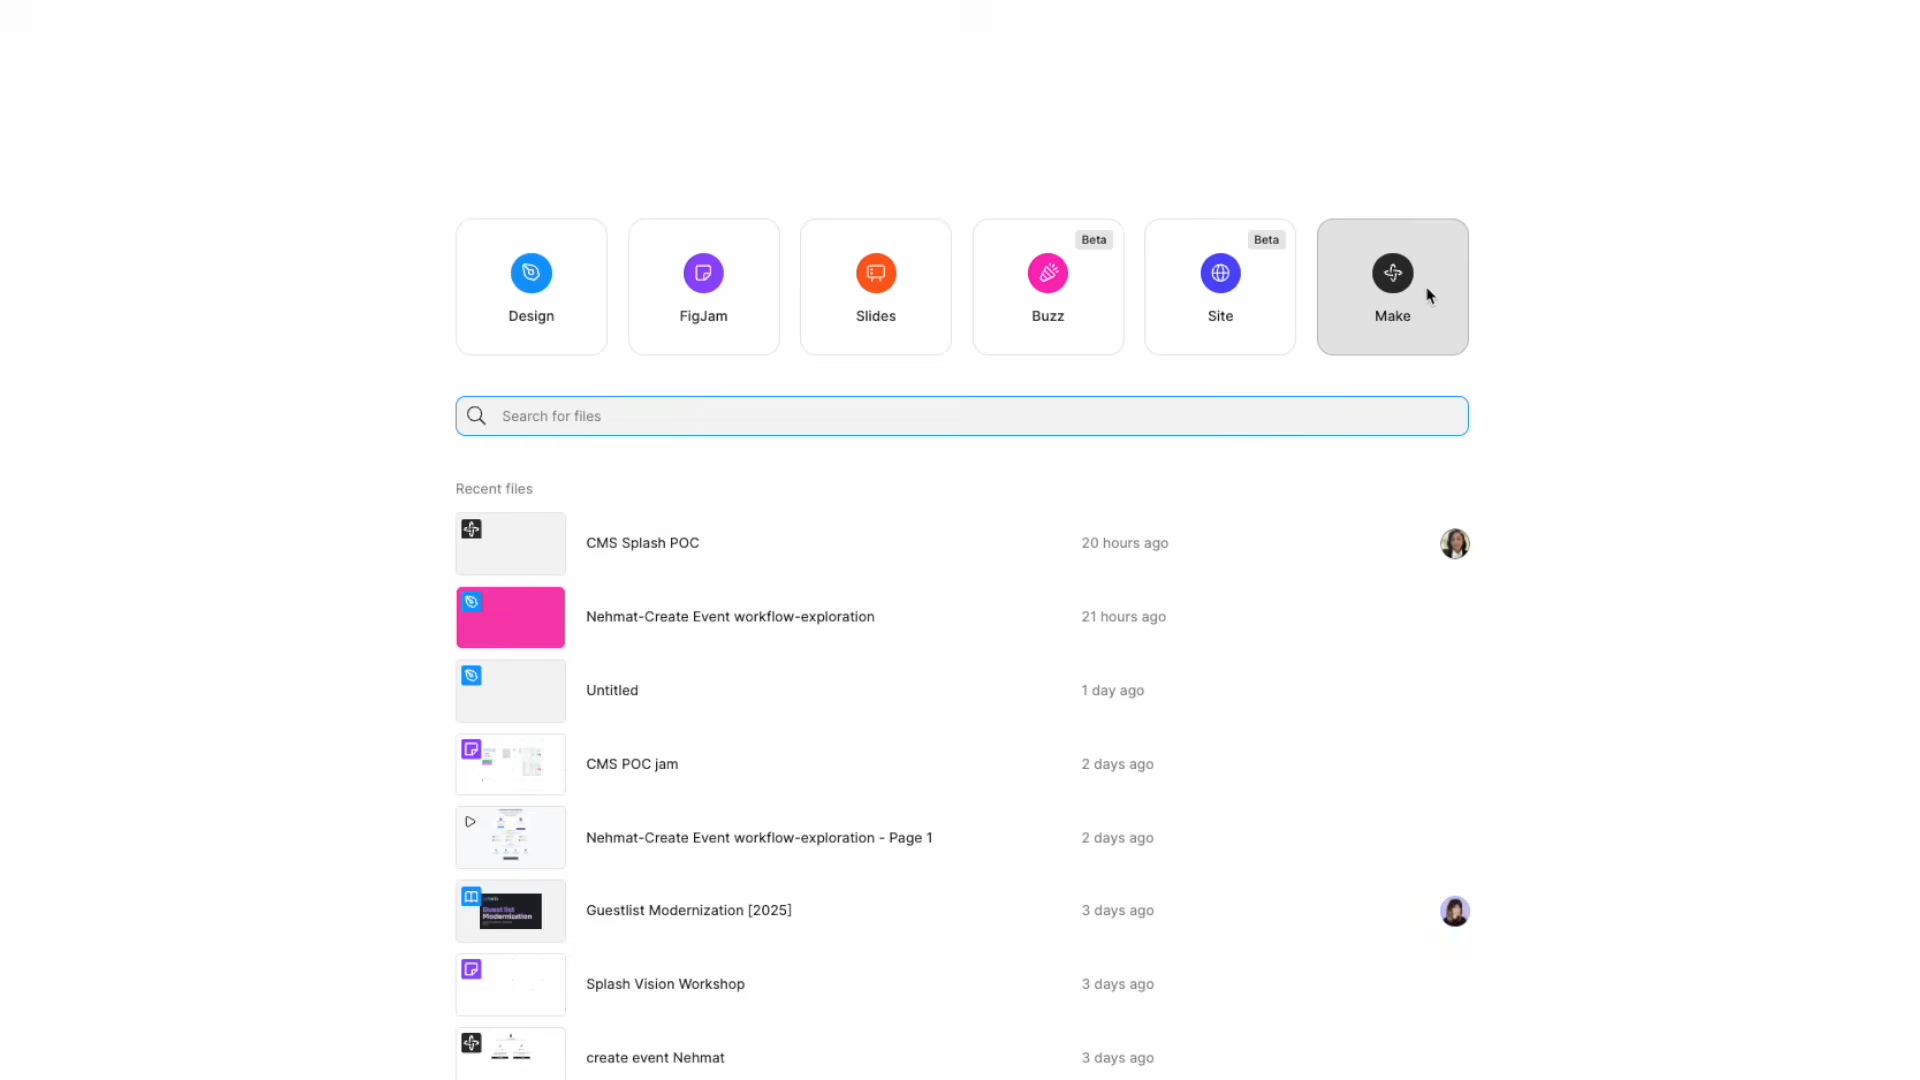 Beta
Beta
Design
FigJam
Slides
Buzz
Site
Make
Search for files
Recent files
CMS Splash POC
20 hours ago
Nehmat-Create Event workflow-exploration
21 hours ago
Untitled
1 day ago
CMS POC jam
2 days ago
Nehmat-Create Event workflow-exploration - Page 1
2 days ago
Guestlist
Modernization
Guestlist Modernization [2025]
3 days ago
Splash Vision Workshop
3 days ago
create event Nehmat
3 days ago